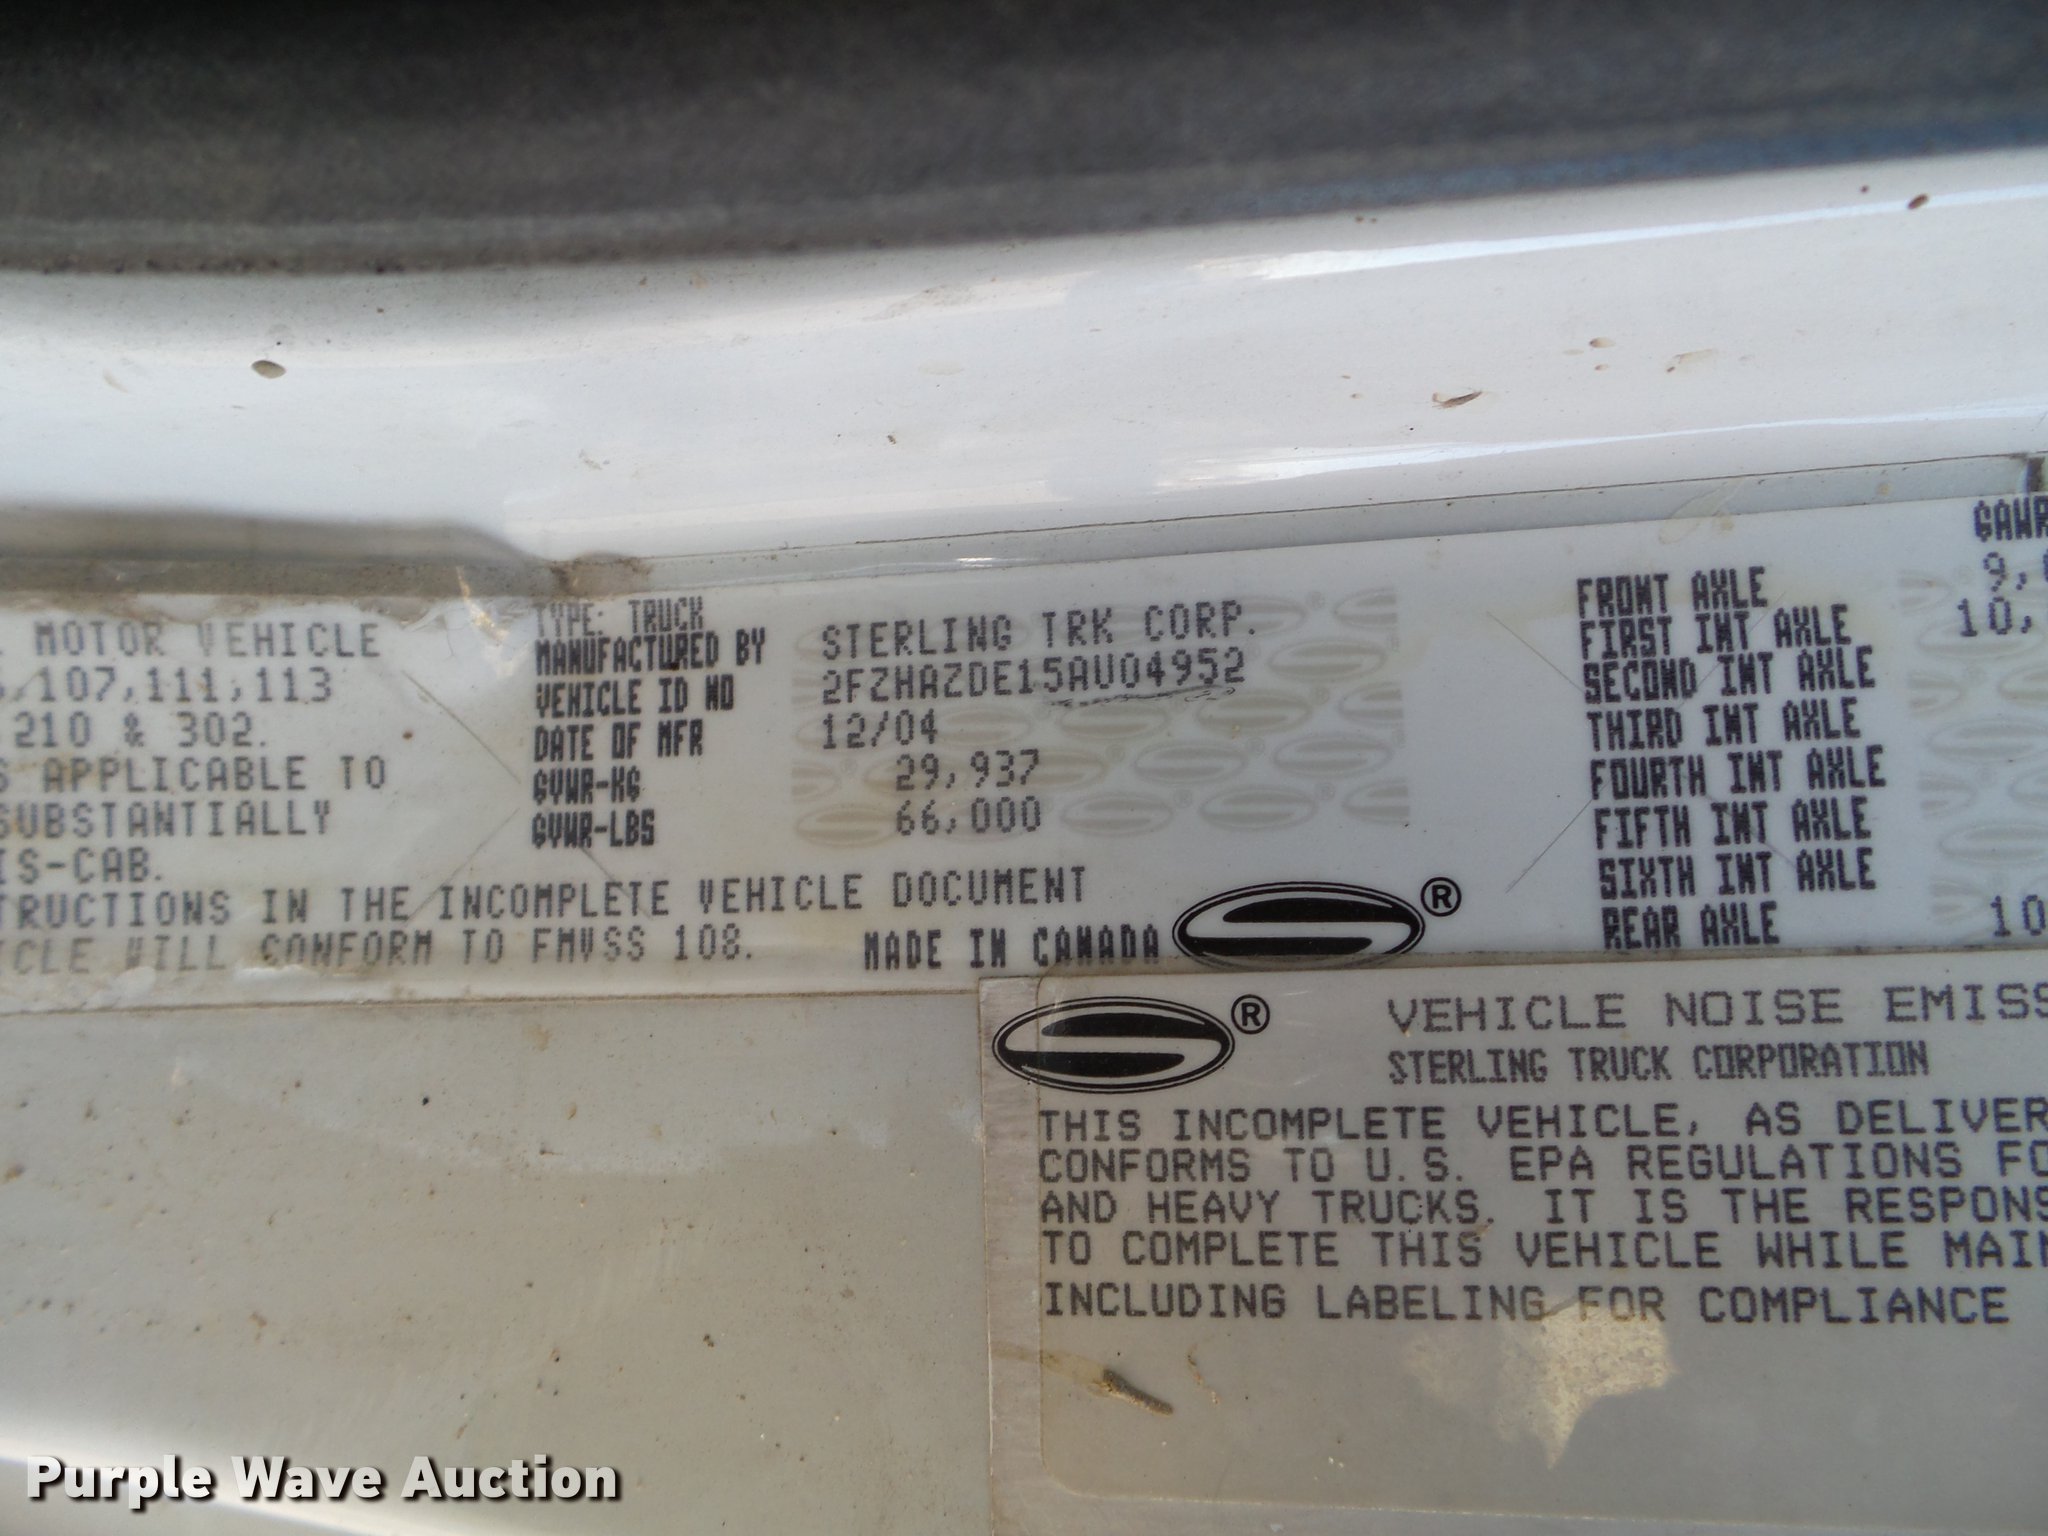 MOTOR VEHICLE
107,111,113
210 & 302.
APPLICABLE TO
SUBSTANTIALLY
IS-CAB.
TRUCTIONS IN THE INCOMPLETE VEHICLE DOCUMENT
ICLE WILL CONFORM TO FMVSS 108.
TYPE: TRUCK
MANUFACTURED BY STERLING TRK CORP.
VEHICLE ID NO 2FZHAZDE15AU04952
DATE OF MFR 12/04
GVWR-KG 29,937
GVWR-LBS 66,000
MADE IN CANADA ®
GAWR
FRONT AXLE 9,
FIRST INT AXLE 10,
SECOND INT AXLE
THIRD INT AXLE
FOURTH INT AXLE
FIFTH INT AXLE
SIXTH INT AXLE
REAR AXLE 10
® VEHICLE NOISE EMISS
STERLING TRUCK CORPORATION
THIS INCOMPLETE VEHICLE, AS DELIVER
CONFORMS TO U.S. EPA REGULATIONS FO
AND HEAVY TRUCKS. IT IS THE RESPONS
TO COMPLETE THIS VEHICLE WHILE MAIN
INCLUDING LABELING FOR COMPLIANCE
Purple Wave Auction